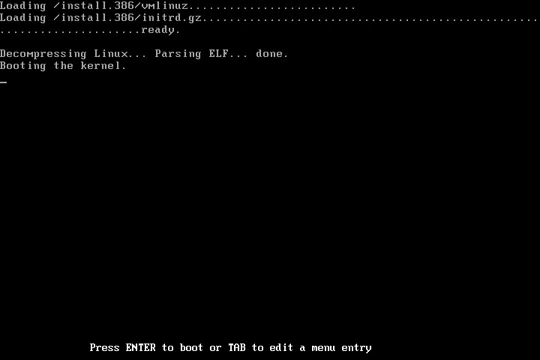 Loading /install.386/vmlinuz.........................
Loading /install.386/initrd.gz..................................................
.....................ready.
Decompressing Linux... Parsing ELF... done.
Booting the kernel.
Press ENTER to boot or TAB to edit a menu entry